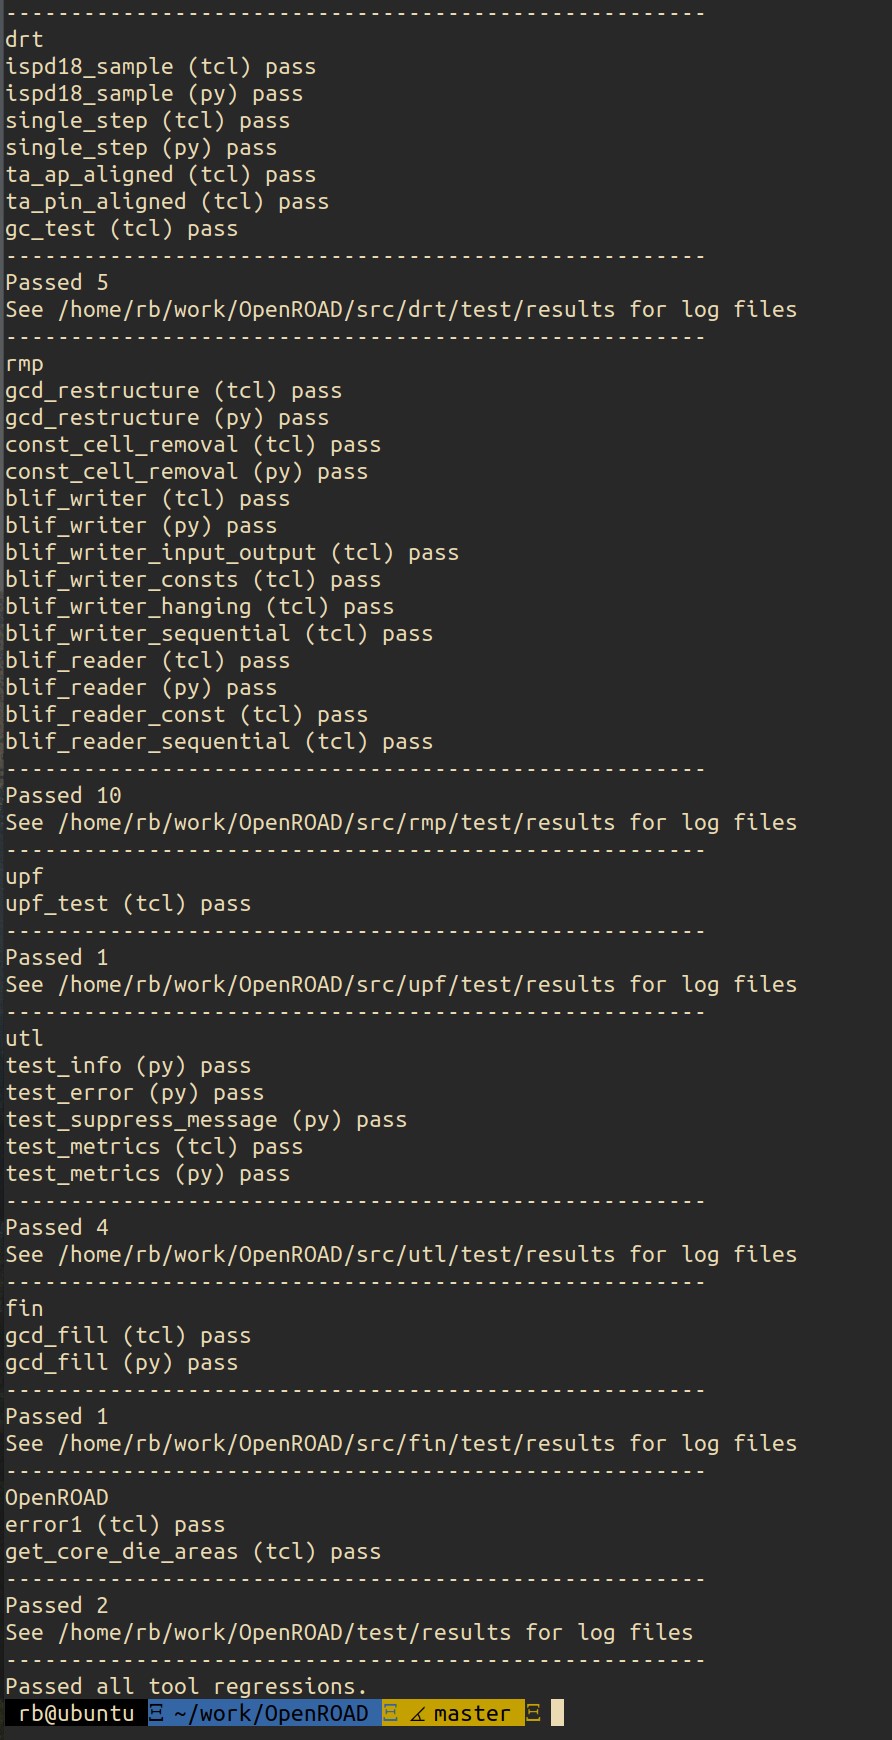 ------------------------------------------------------
drt
ispd18_sample (tcl) pass
ispd18_sample (py) pass
single_step (tcl) pass
single_step (py) pass
ta_ap_aligned (tcl) pass
ta_pin_aligned (tcl) pass
gc_test (tcl) pass
------------------------------------------------------
Passed 5
See /home/rb/work/OpenROAD/src/drt/test/results for log files
------------------------------------------------------
rmp
gcd_restructure (tcl) pass
gcd_restructure (py) pass
const_cell_removal (tcl) pass
const_cell_removal (py) pass
blif_writer (tcl) pass
blif_writer (py) pass
blif_writer_input_output (tcl) pass
blif_writer_consts (tcl) pass
blif_writer_hanging (tcl) pass
blif_writer_sequential (tcl) pass
blif_reader (tcl) pass
blif_reader (py) pass
blif_reader_const (tcl) pass
blif_reader_sequential (tcl) pass
------------------------------------------------------
Passed 10
See /home/rb/work/OpenROAD/src/rmp/test/results for log files
------------------------------------------------------
upf
upf_test (tcl) pass
------------------------------------------------------
Passed 1
See /home/rb/work/OpenROAD/src/upf/test/results for log files
------------------------------------------------------
utl
test_info (py) pass
test_error (py) pass
test_suppress_message (py) pass
test_metrics (tcl) pass
test_metrics (py) pass
------------------------------------------------------
Passed 4
See /home/rb/work/OpenROAD/src/utl/test/results for log files
------------------------------------------------------
fin
gcd_fill (tcl) pass
gcd_fill (py) pass
------------------------------------------------------
Passed 1
See /home/rb/work/OpenROAD/src/fin/test/results for log files
------------------------------------------------------
OpenROAD
error1 (tcl) pass
get_core_die_areas (tcl) pass
------------------------------------------------------
Passed 2
See /home/rb/work/OpenROAD/test/results for log files
------------------------------------------------------
Passed all tool regressions.
rb@ubuntu Ξ ~/work/OpenROAD Ξ ∡ master Ξ